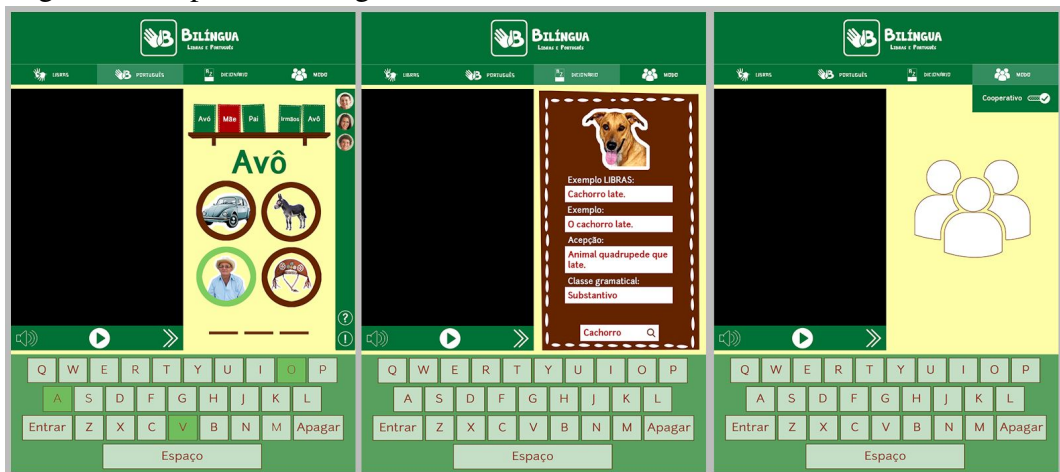 BILÍNGUA
LIBRAS E PORTUGUÊS
LIBRAS
PORTUGUÊS
DICIONÁRIO
MODO
Avô
Mãe
Pai
Irmãos
Avô
Avô
?
!
Q W E R T Y U I O P
A S D F G H J K L
Entrar Z X C V B N M Apagar
Espaço
BILÍNGUA
LIBRAS E PORTUGUÊS
LIBRAS
PORTUGUÊS
DICIONÁRIO
MODO
Exemplo LIBRAS:
Cachorro late.
Exemplo:
O cachorro late.
Acepção:
Animal quadrupede que
late.
Classe gramatical:
Substantivo
Cachorro
Q W E R T Y U I O P
A S D F G H J K L
Entrar Z X C V B N M Apagar
Espaço
BILÍNGUA
LIBRAS E PORTUGUÊS
LIBRAS
PORTUGUÊS
DICIONÁRIO
MODO
Cooperativo
Q W E R T Y U I O P
A S D F G H J K L
Entrar Z X C V B N M Apagar
Espaço